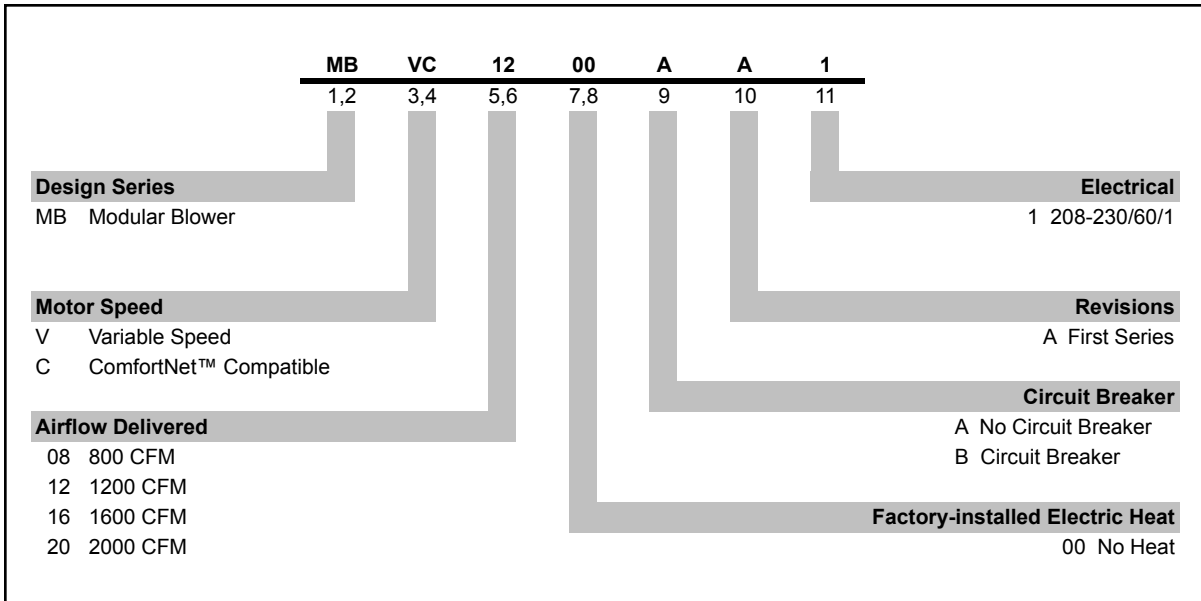 MB VC 12 00 A A 1
1,2 3,4 5,6 7,8 9 10 11
Design Series
MB Modular Blower
Motor Speed
V Variable Speed
C ComfortNet™ Compatible
Airflow Delivered
08 800 CFM
12 1200 CFM
16 1600 CFM
20 2000 CFM
Electrical
1 208-230/60/1
Revisions
A First Series
Circuit Breaker
A No Circuit Breaker
B Circuit Breaker
Factory-installed Electric Heat
00 No Heat